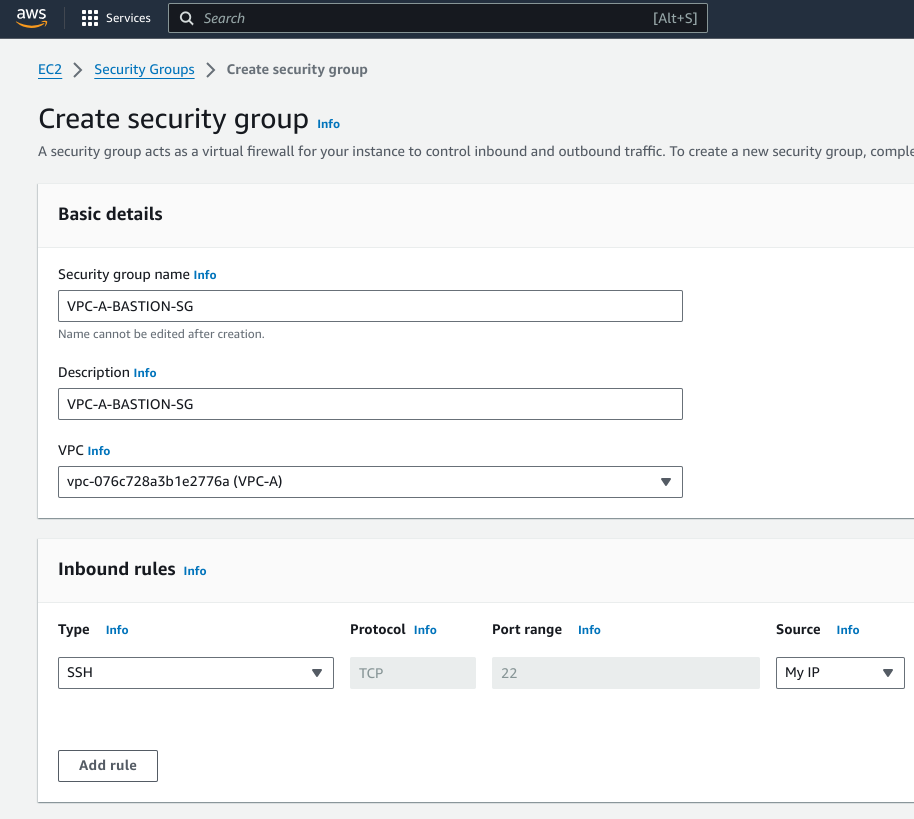 aws Services Search [Alt+S]
EC2 Security Groups Create security group
Create security group Info
A security group acts as a virtual firewall for your instance to control inbound and outbound traffic. To create a new security group, comple
Basic details
Security group name Info
VPC-A-BASTION-SG
Name cannot be edited after creation.
Description Info
VPC-A-BASTION-SG
VPC Info
vpc-076c728a3b1e2776a (VPC-A)
Inbound rules Info
Type Info Protocol Info Port range Info Source Info
SSH TCP 22 My IP
Add rule